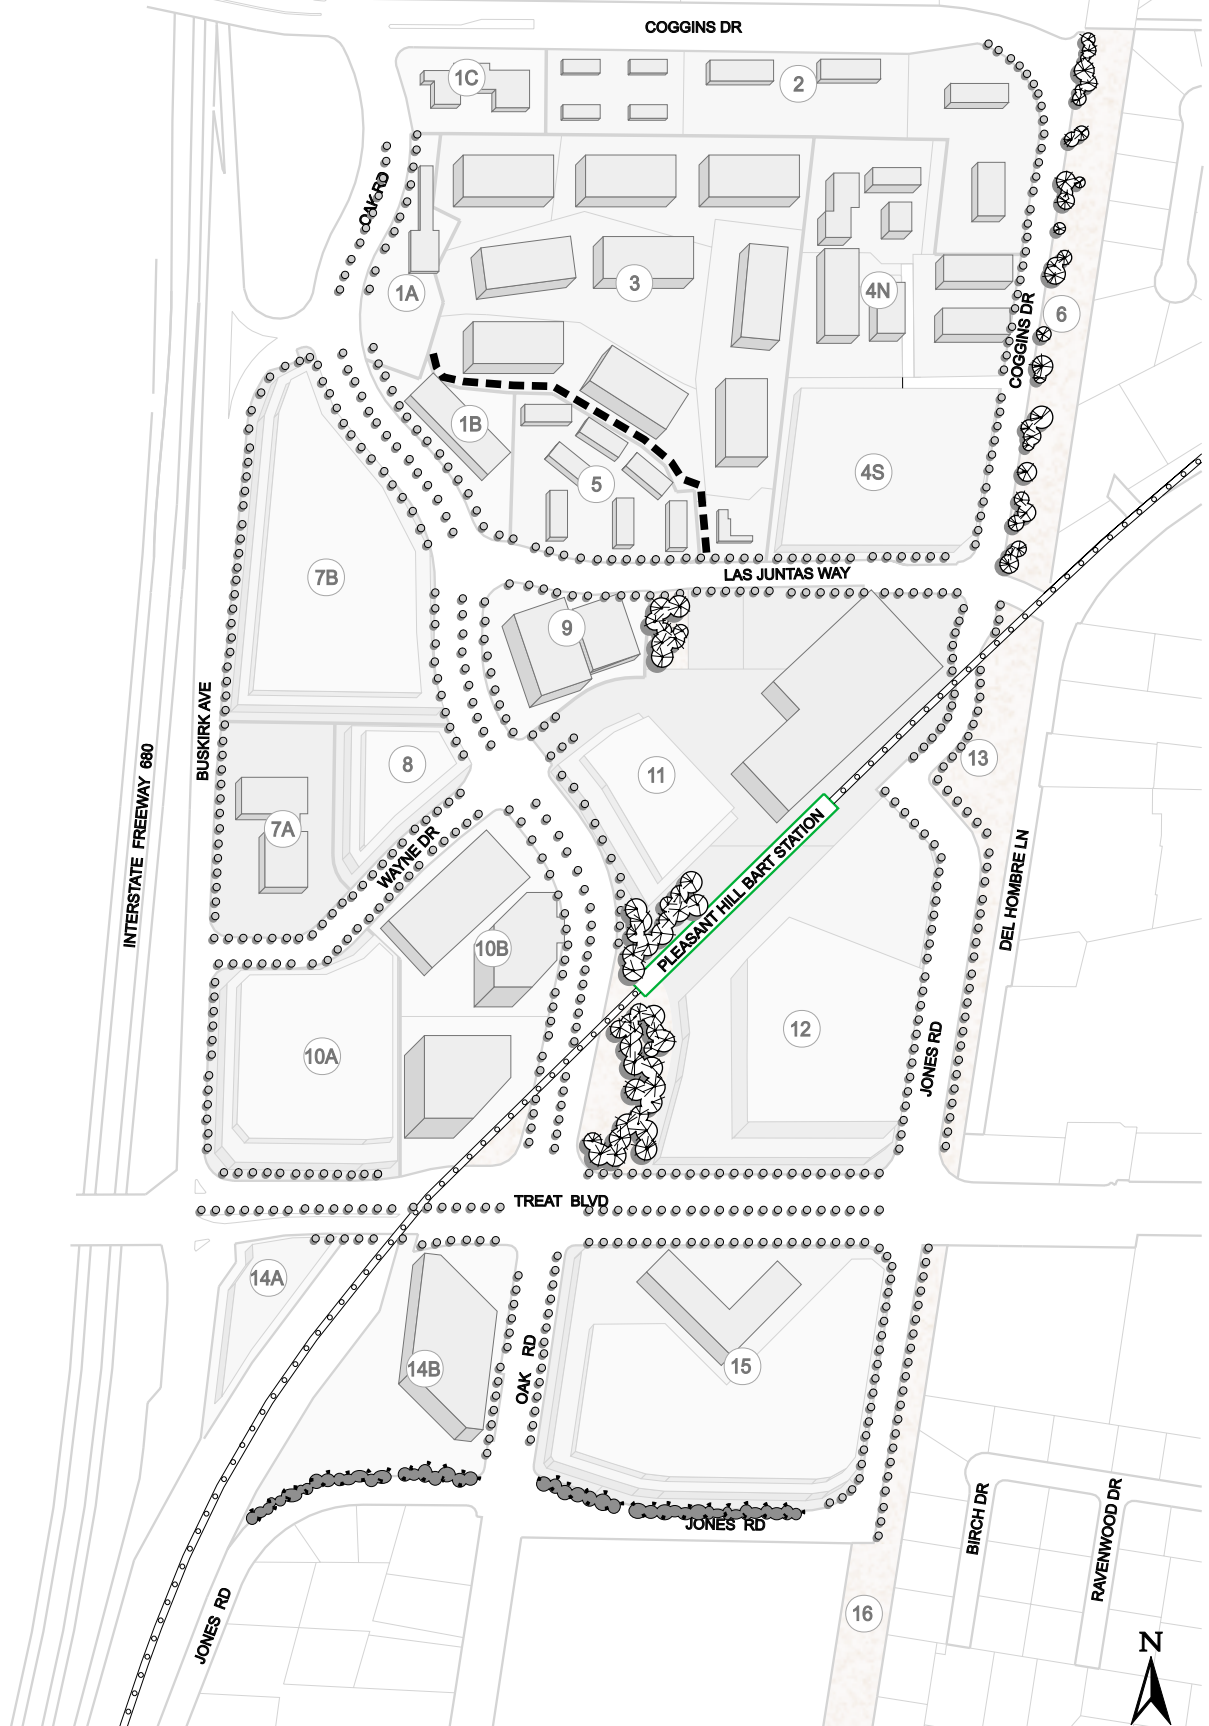 COGGINS DR
1C
2
OAK RD
3
1A
4N
6
COGGINS DR
1B
5
4S
LAS JUNTAS WAY
7B
9
BUSKIRK AVE
INTERSTATE FREEWAY 680
8
11
13
7A
WAYNE DR
PLEASANT HILL BART STATION
DEL HOMBRE LN
10B
10A
12
JONES RD
TREAT BLVD
14A
14B
OAK RD
15
JONES RD
BIRCH DR
RAVENWOOD DR
JONES RD
16
N